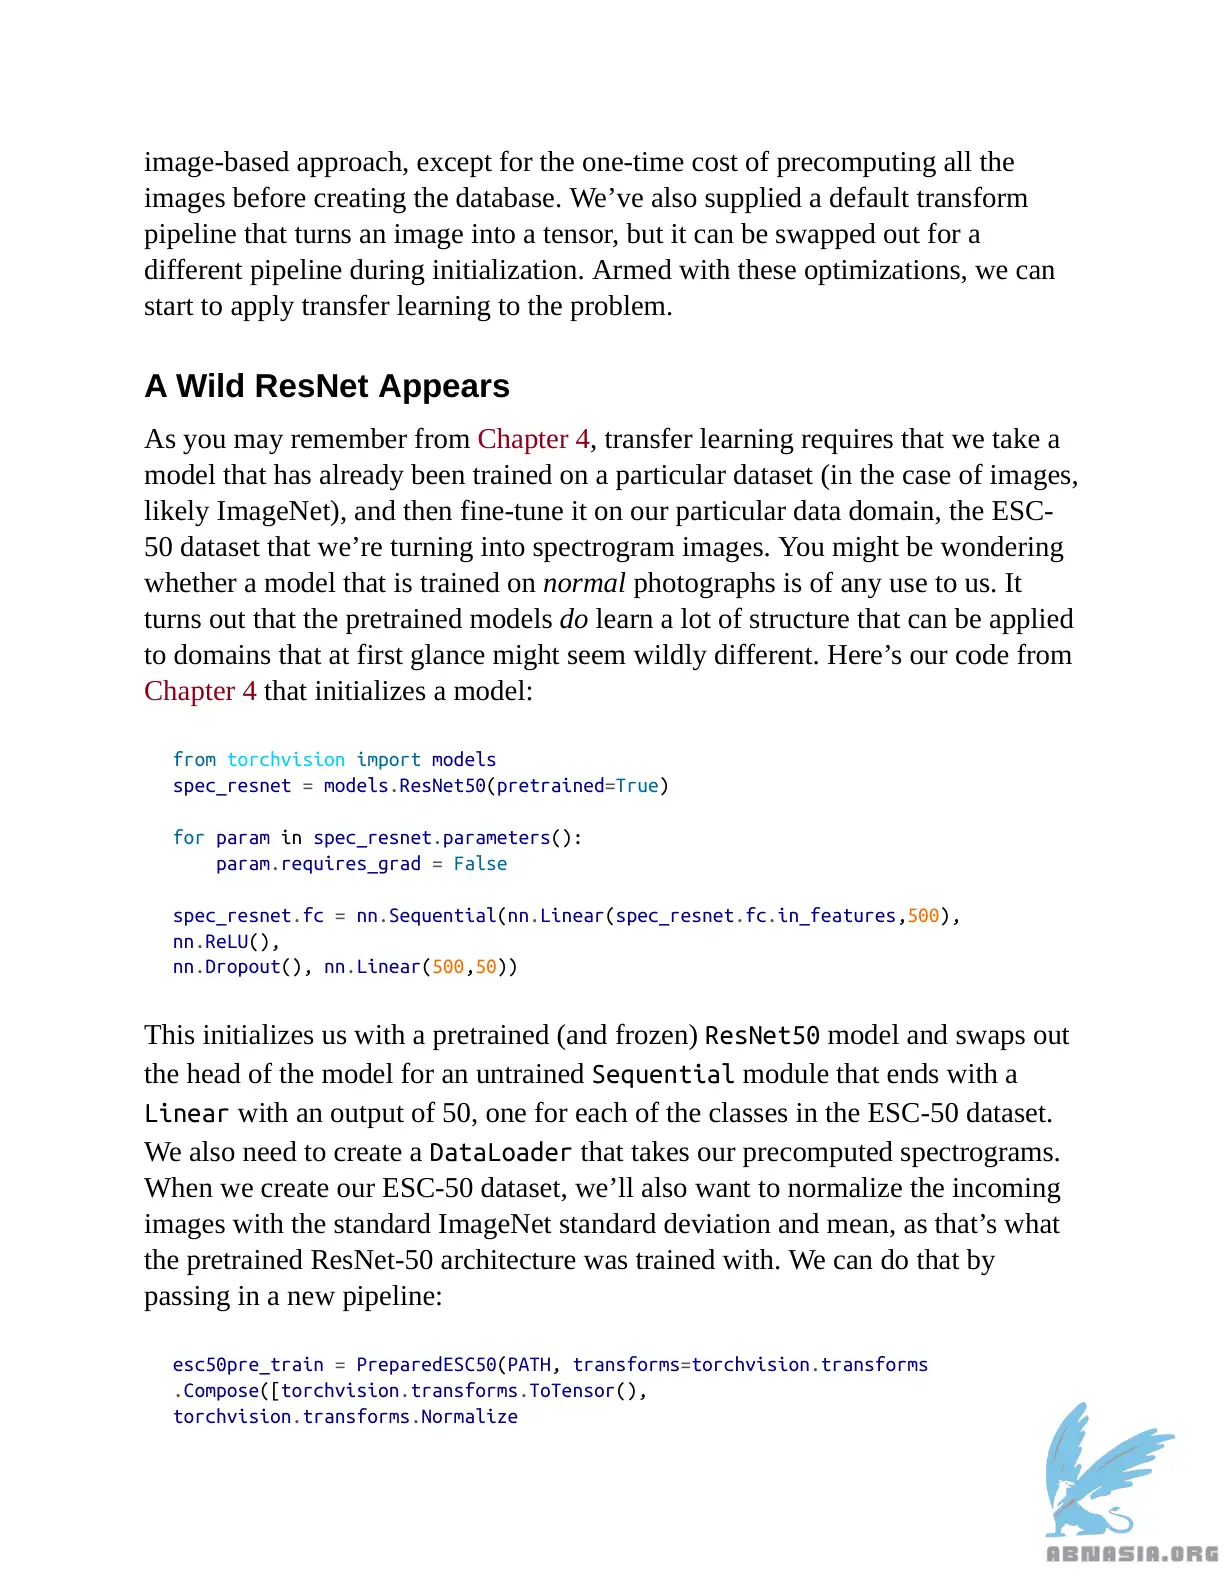 image-based approach, except for the one-time cost of precomputing all the
images before creating the database. We’ve also supplied a default transform
pipeline that turns an image into a tensor, but it can be swapped out for a
different pipeline during initialization. Armed with these optimizations, we can
start to apply transfer learning to the problem.
A Wild ResNet Appears
As you may remember from Chapter 4, transfer learning requires that we take a
model that has already been trained on a particular dataset (in the case of images,
likely ImageNet), and then fine-tune it on our particular data domain, the ESC-
50 dataset that we’re turning into spectrogram images. You might be wondering
whether a model that is trained on normal photographs is of any use to us. It
turns out that the pretrained models do learn a lot of structure that can be applied
to domains that at first glance might seem wildly different. Here’s our code from
Chapter 4 that initializes a model:
from torchvision import models
spec_resnet = models.ResNet50(pretrained=True)
for param in spec_resnet.parameters():
    param.requires_grad = False
spec_resnet.fc = nn.Sequential(nn.Linear(spec_resnet.fc.in_features,500),
nn.ReLU(),
nn.Dropout(), nn.Linear(500,50))
This initializes us with a pretrained (and frozen) ResNet50 model and swaps out
the head of the model for an untrained Sequential module that ends with a
Linear with an output of 50, one for each of the classes in the ESC-50 dataset.
We also need to create a DataLoader that takes our precomputed spectrograms.
When we create our ESC-50 dataset, we’ll also want to normalize the incoming
images with the standard ImageNet standard deviation and mean, as that’s what
the pretrained ResNet-50 architecture was trained with. We can do that by
passing in a new pipeline:
esc50pre_train = PreparedESC50(PATH, transforms=torchvision.transforms
.Compose([torchvision.transforms.ToTensor(),
torchvision.transforms.Normalize
ABNASIA.ORG